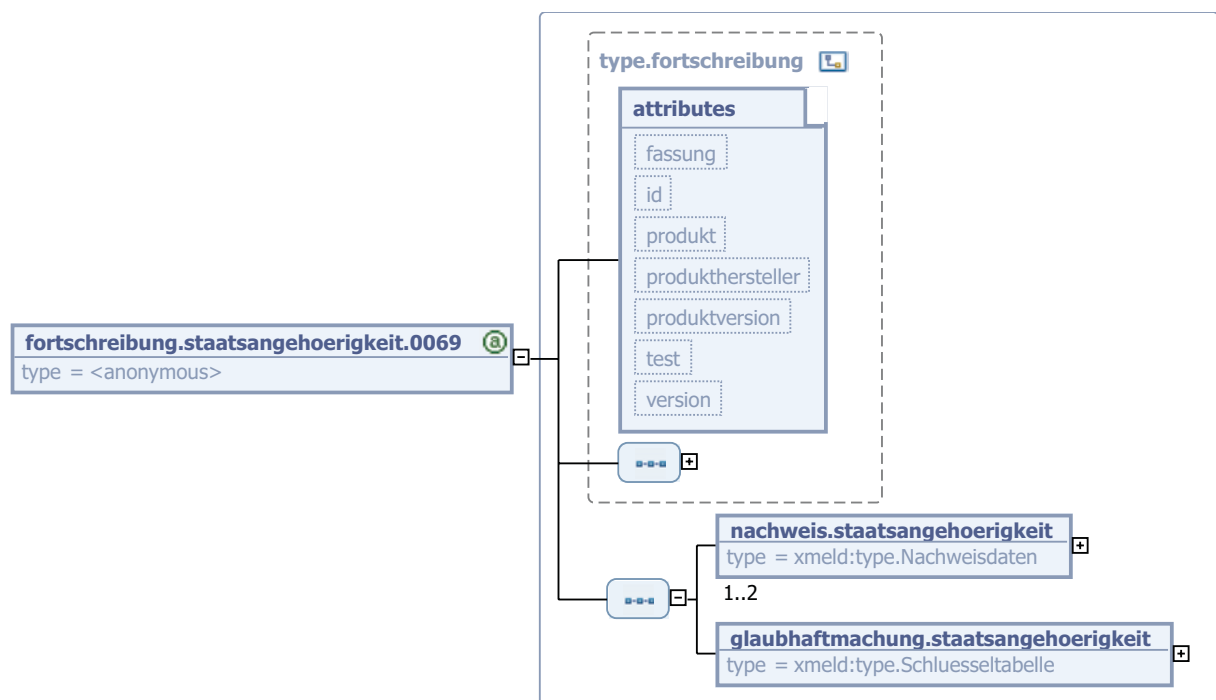 type.fortschreibung
attributes
fassung
id
produkt
produkthersteller
produktversion
test
version
fortschreibung.staatsangehoerigkeit.0069 a
type = <anonymous>
nachweis.staatsangehoerigkeit
type = xmeld:type.Nachweisdaten
1..2
glaubhaftmachung.staatsangehoerigkeit
type = xmeld:type.Schluesseltabelle